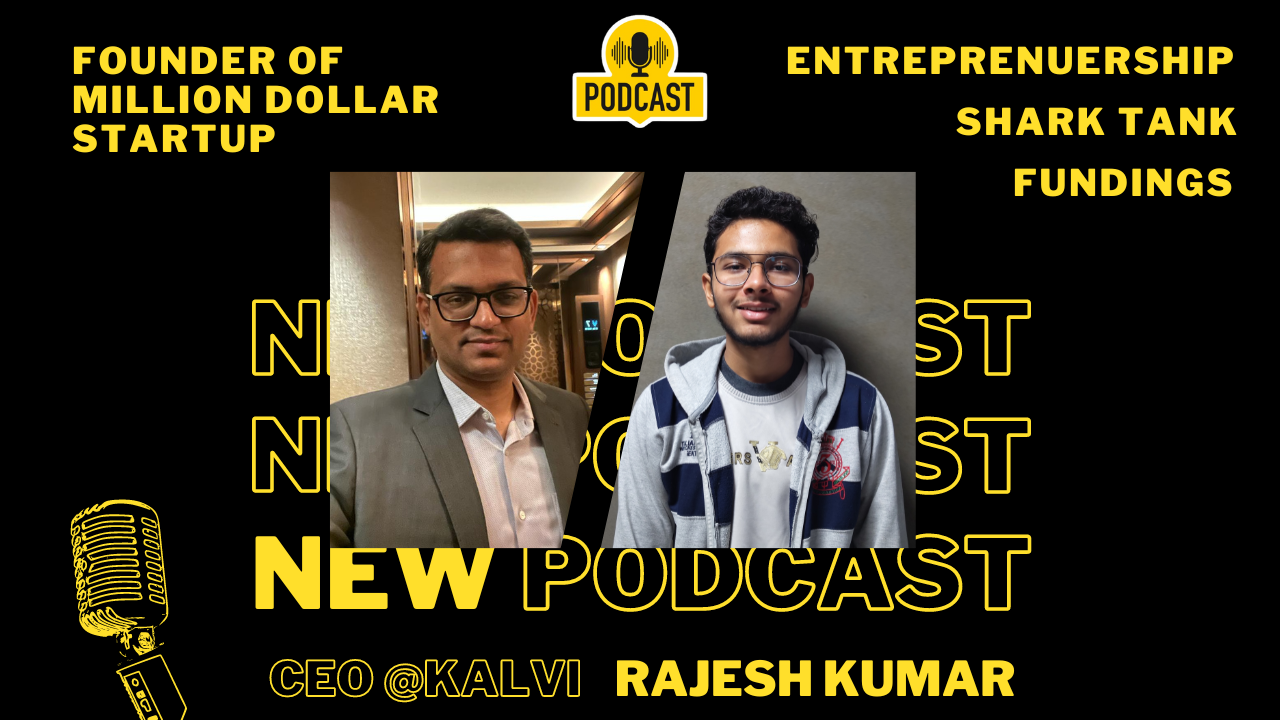 FOUNDER OF
MILLION DOLLAR
STARTUP
PODCAST
ENTREPRENUERSHIP
SHARK TANK
FUNDINGS
NEW PODCAST
CEO @KALVI RAJESH KUMAR